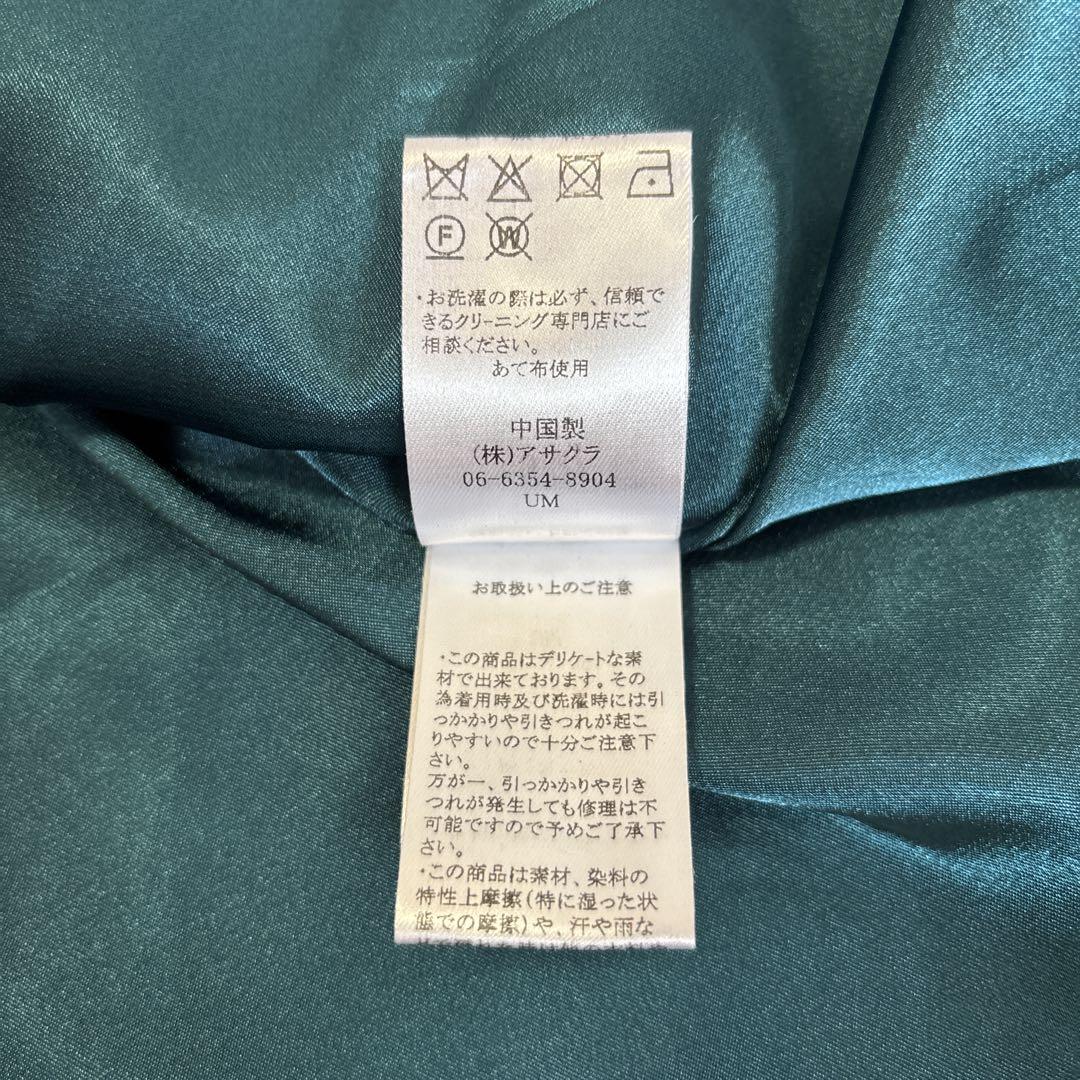 F W
・お洗濯の際は必ず、信頼で
きるクリーニング専門店にご
相談ください。
あて布使用
中国製
(株)アサクラ
06-6354-8904
UM
お取扱い上のご注意
・この商品はデリケートな素
材で出来ております。その
為着用時及び洗濯時には引
っかかりや引きつれが起こ
りやすいので十分ご注意下
さい。
万が一、引っかかりや引き
つれが発生しても修理は不
可能ですので予めご了承下
さい。
・この商品は素材、染料の
特性上摩擦(特に湿った状
態での摩擦)や、汗や雨な